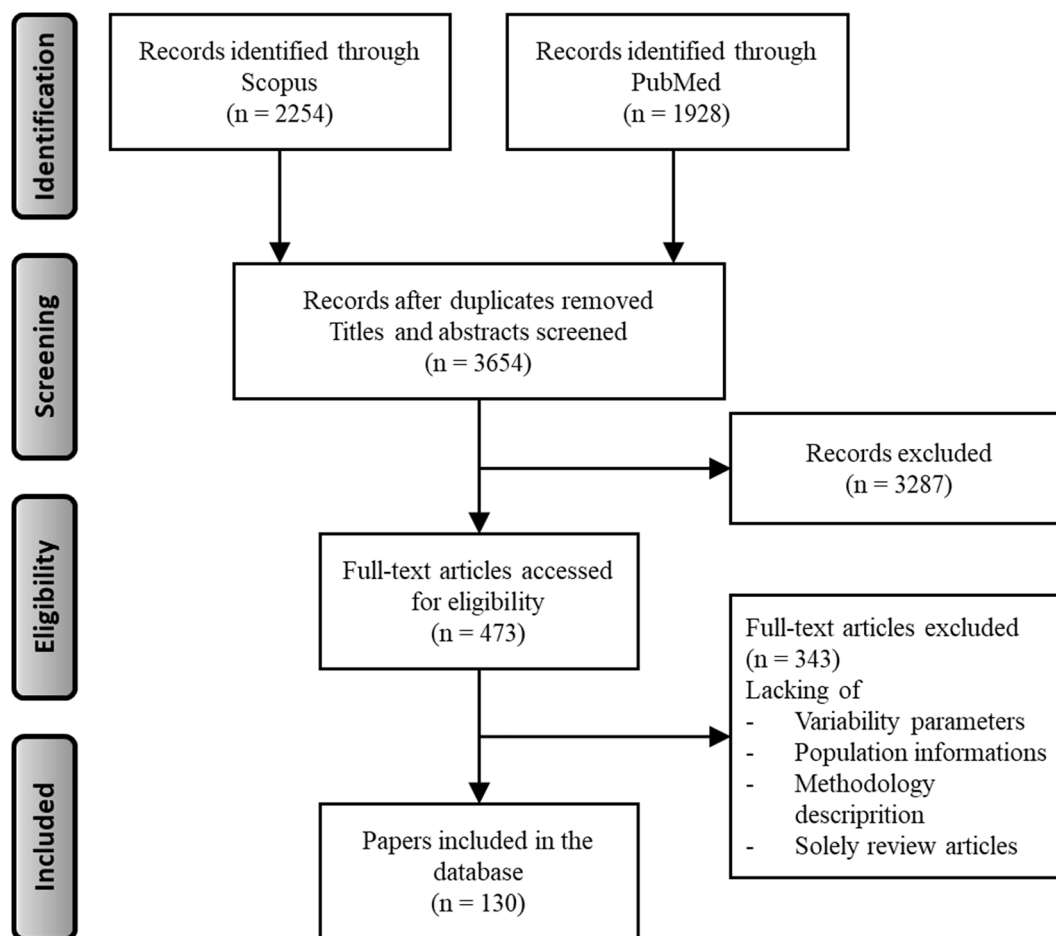 Identification
Records identified through
Scopus
(n = 2254)
Records identified through
PubMed
(n = 1928)
Screening
Records after duplicates removed
Titles and abstracts screened
(n = 3654)
Records excluded
(n = 3287)
Eligibility
Full-text articles accessed
for eligibility
(n = 473)
Full-text articles excluded
(n = 343)
Lacking of
- Variability parameters
- Population informations
- Methodology
descriprition
- Solely review articles
Included
Papers included in the
database
(n = 130)